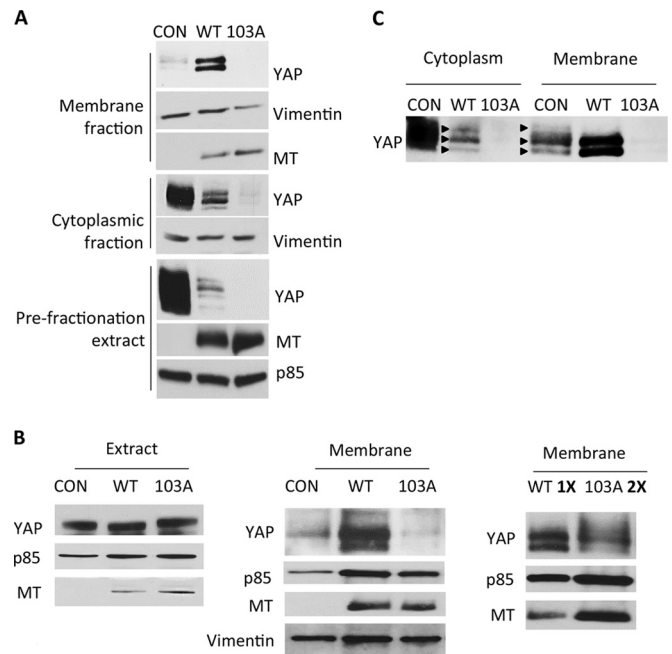 A
CON WT 103A
Membrane fraction
YAP
Vimentin
MT
Cytoplasmic fraction
YAP
Vimentin
Pre-fractionation extract
YAP
MT
p85
C
Cytoplasm Membrane
CON WT 103A CON WT 103A
YAP
B
Extract
CON WT 103A
YAP
p85
MT
Membrane
CON WT 103A
YAP
p85
MT
Vimentin
Membrane
WT 1X 103A 2X
YAP
p85
MT